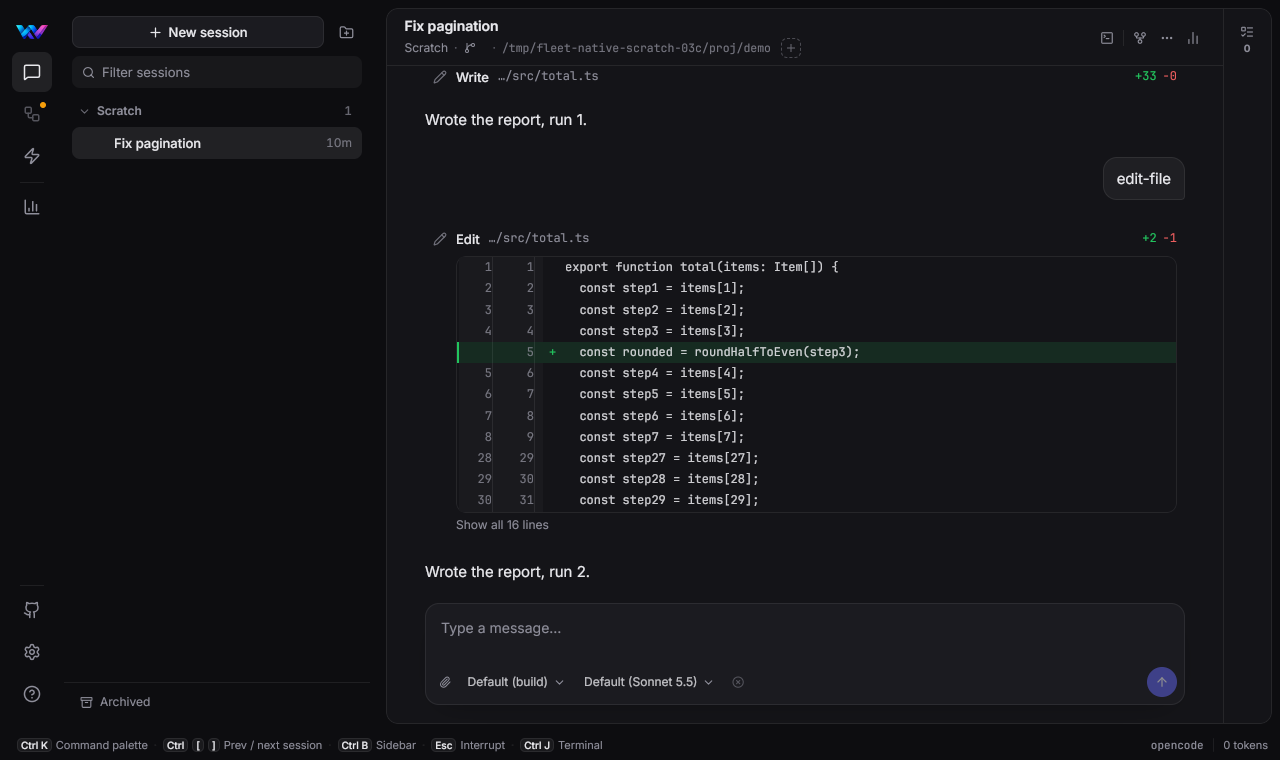 New session
Filter sessions
Scratch 1
Fix pagination 10m
Archived
Fix pagination
Scratch · · /tmp/fleet-native-scratch-03c/proj/demo
0
Write …/src/total.ts +33 -0
Wrote the report, run 1.
edit-file
Edit …/src/total.ts +2 -1
1 1 export function total(items: Item[]) {
2 2 const step1 = items[1];
3 3 const step2 = items[2];
4 4 const step3 = items[3];
5 + const rounded = roundHalfToEven(step3);
5 6 const step4 = items[4];
6 7 const step5 = items[5];
7 8 const step6 = items[6];
8 9 const step7 = items[7];
28 29 const step27 = items[27];
29 30 const step28 = items[28];
30 31 const step29 = items[29];
Show all 16 lines
Wrote the report, run 2.
Type a message…
Default (build) Default (Sonnet 5.5)
Ctrl K Command palette · Ctrl [ ] Prev / next session · Ctrl B Sidebar · Esc Interrupt · Ctrl J Terminal opencode 0 tokens